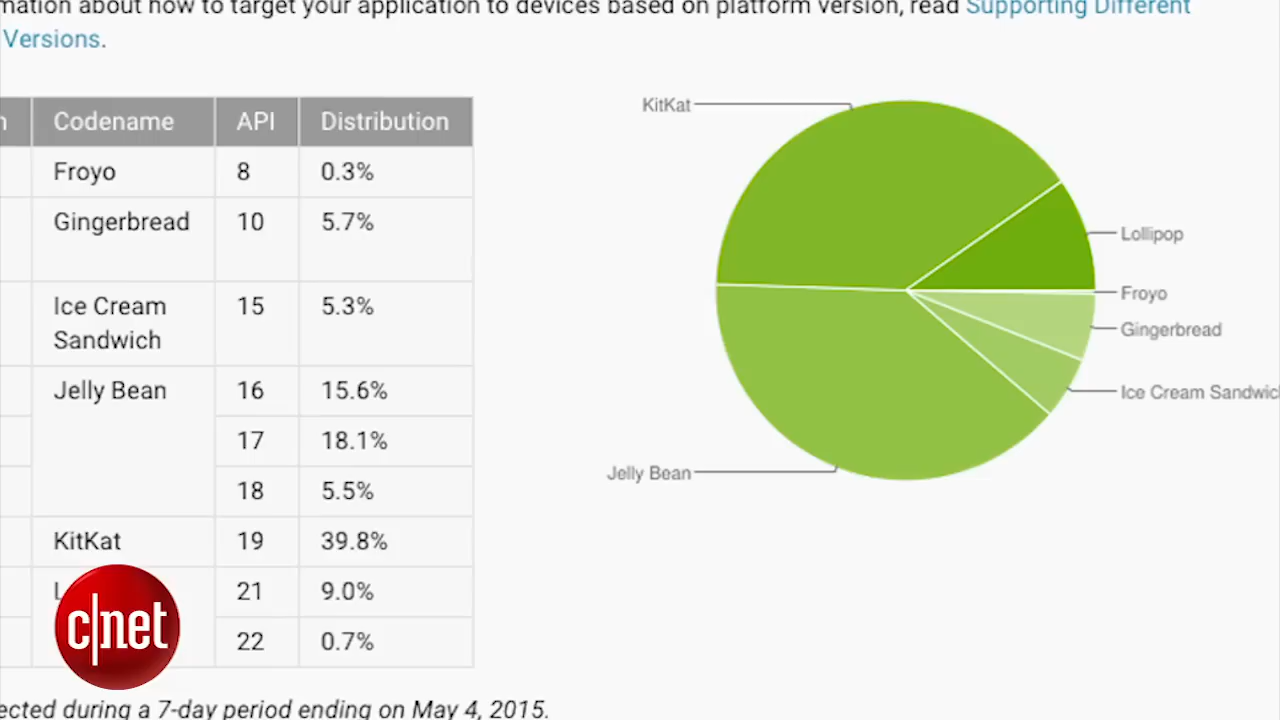 about how to target your application to devices based on platform version, read Supporting Different
Versions.
Codename API Distribution
Froyo 8 0.3%
Gingerbread 10 5.7%
Ice Cream
Sandwich 15 5.3%
Jelly Bean 16 15.6%
17 18.1%
18 5.5%
KitKat 19 39.8%
21 9.0%
22 0.7%
during a 7-day period ending on May 4, 2015.
KitKat
Lollipop
Froyo
Gingerbread
Ice Cream
Jelly Bean
c|net